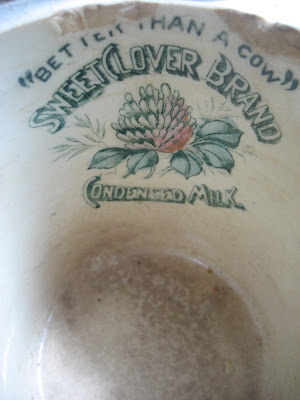 "BETTER THAN A COW"
SWEET CLOVER BRAND
CONDENSED MILK.